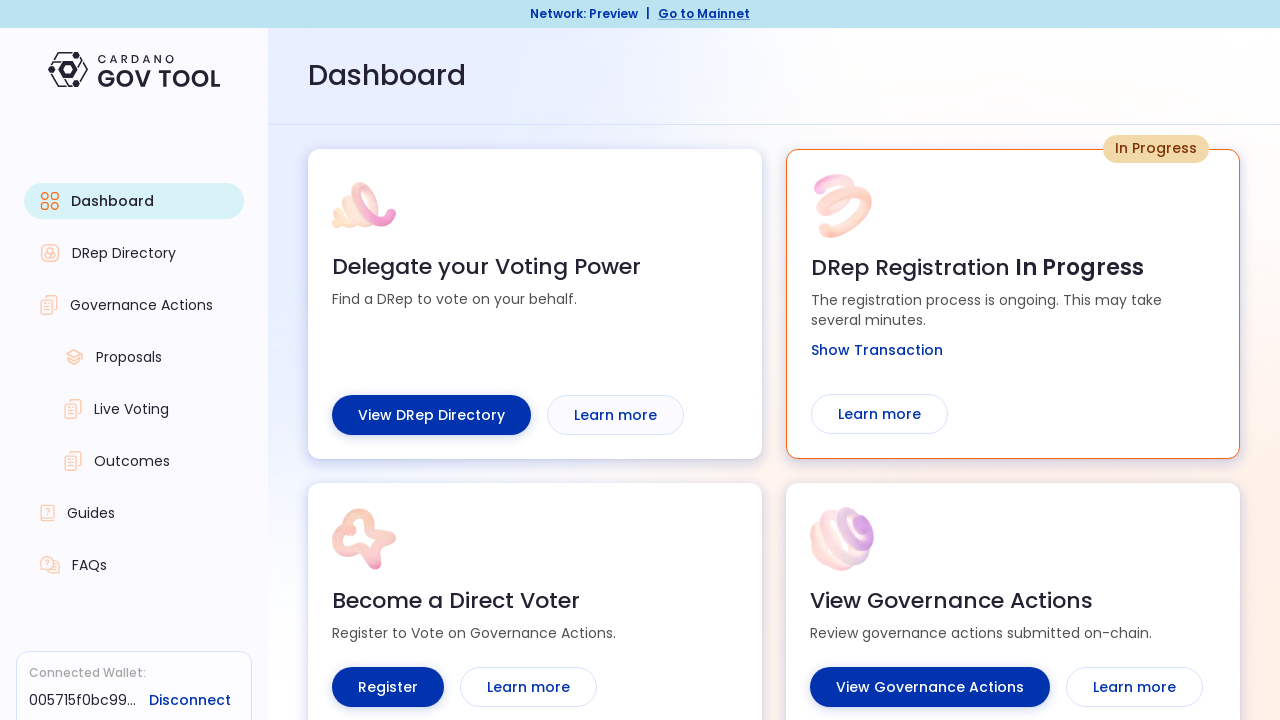 Network: Preview | Go to Mainnet
CARDANO
GOV TOOL
Dashboard
DRep Directory
Governance Actions
Proposals
Live Voting
Outcomes
Guides
FAQs
Connected Wallet:
005715f0bc99... Disconnect
Dashboard
Delegate your Voting Power
Find a DRep to vote on your behalf.
View DRep Directory Learn more
In Progress
DRep Registration In Progress
The registration process is ongoing. This may take
several minutes.
Show Transaction
Learn more
Become a Direct Voter
Register to Vote on Governance Actions.
Register Learn more
View Governance Actions
Review governance actions submitted on-chain.
View Governance Actions Learn more